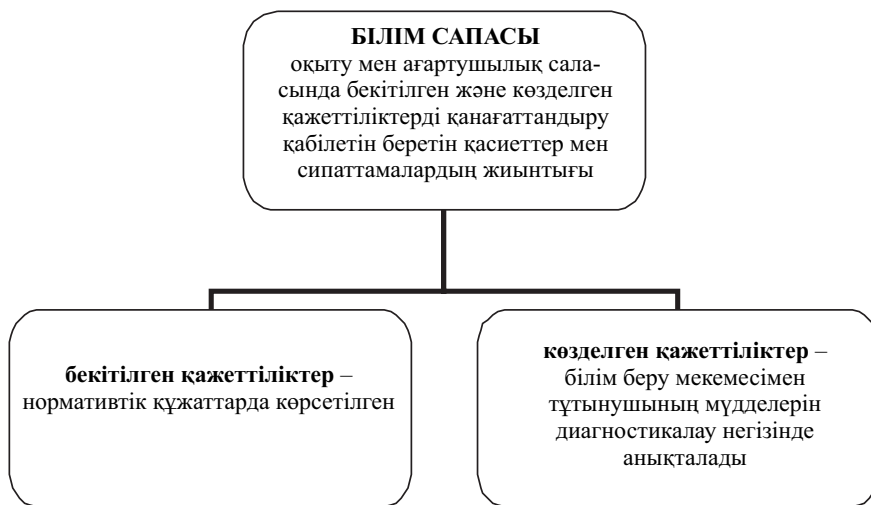 БІЛІМ САПАСЫ
оқыту мен ағартушылық сала-
сында бекітілген және көзделген
қажеттіліктерді қанағаттандыру
қабілетін беретін қасиеттер мен
сипаттамалардың жиынтығы
бекітілген қажеттіліктер –
нормативтік құжаттарда көрсетілген
көзделген қажеттіліктер –
білім беру мекемесімен
тұтынушының мүдделерін
диагностикалау негізінде
анықталады